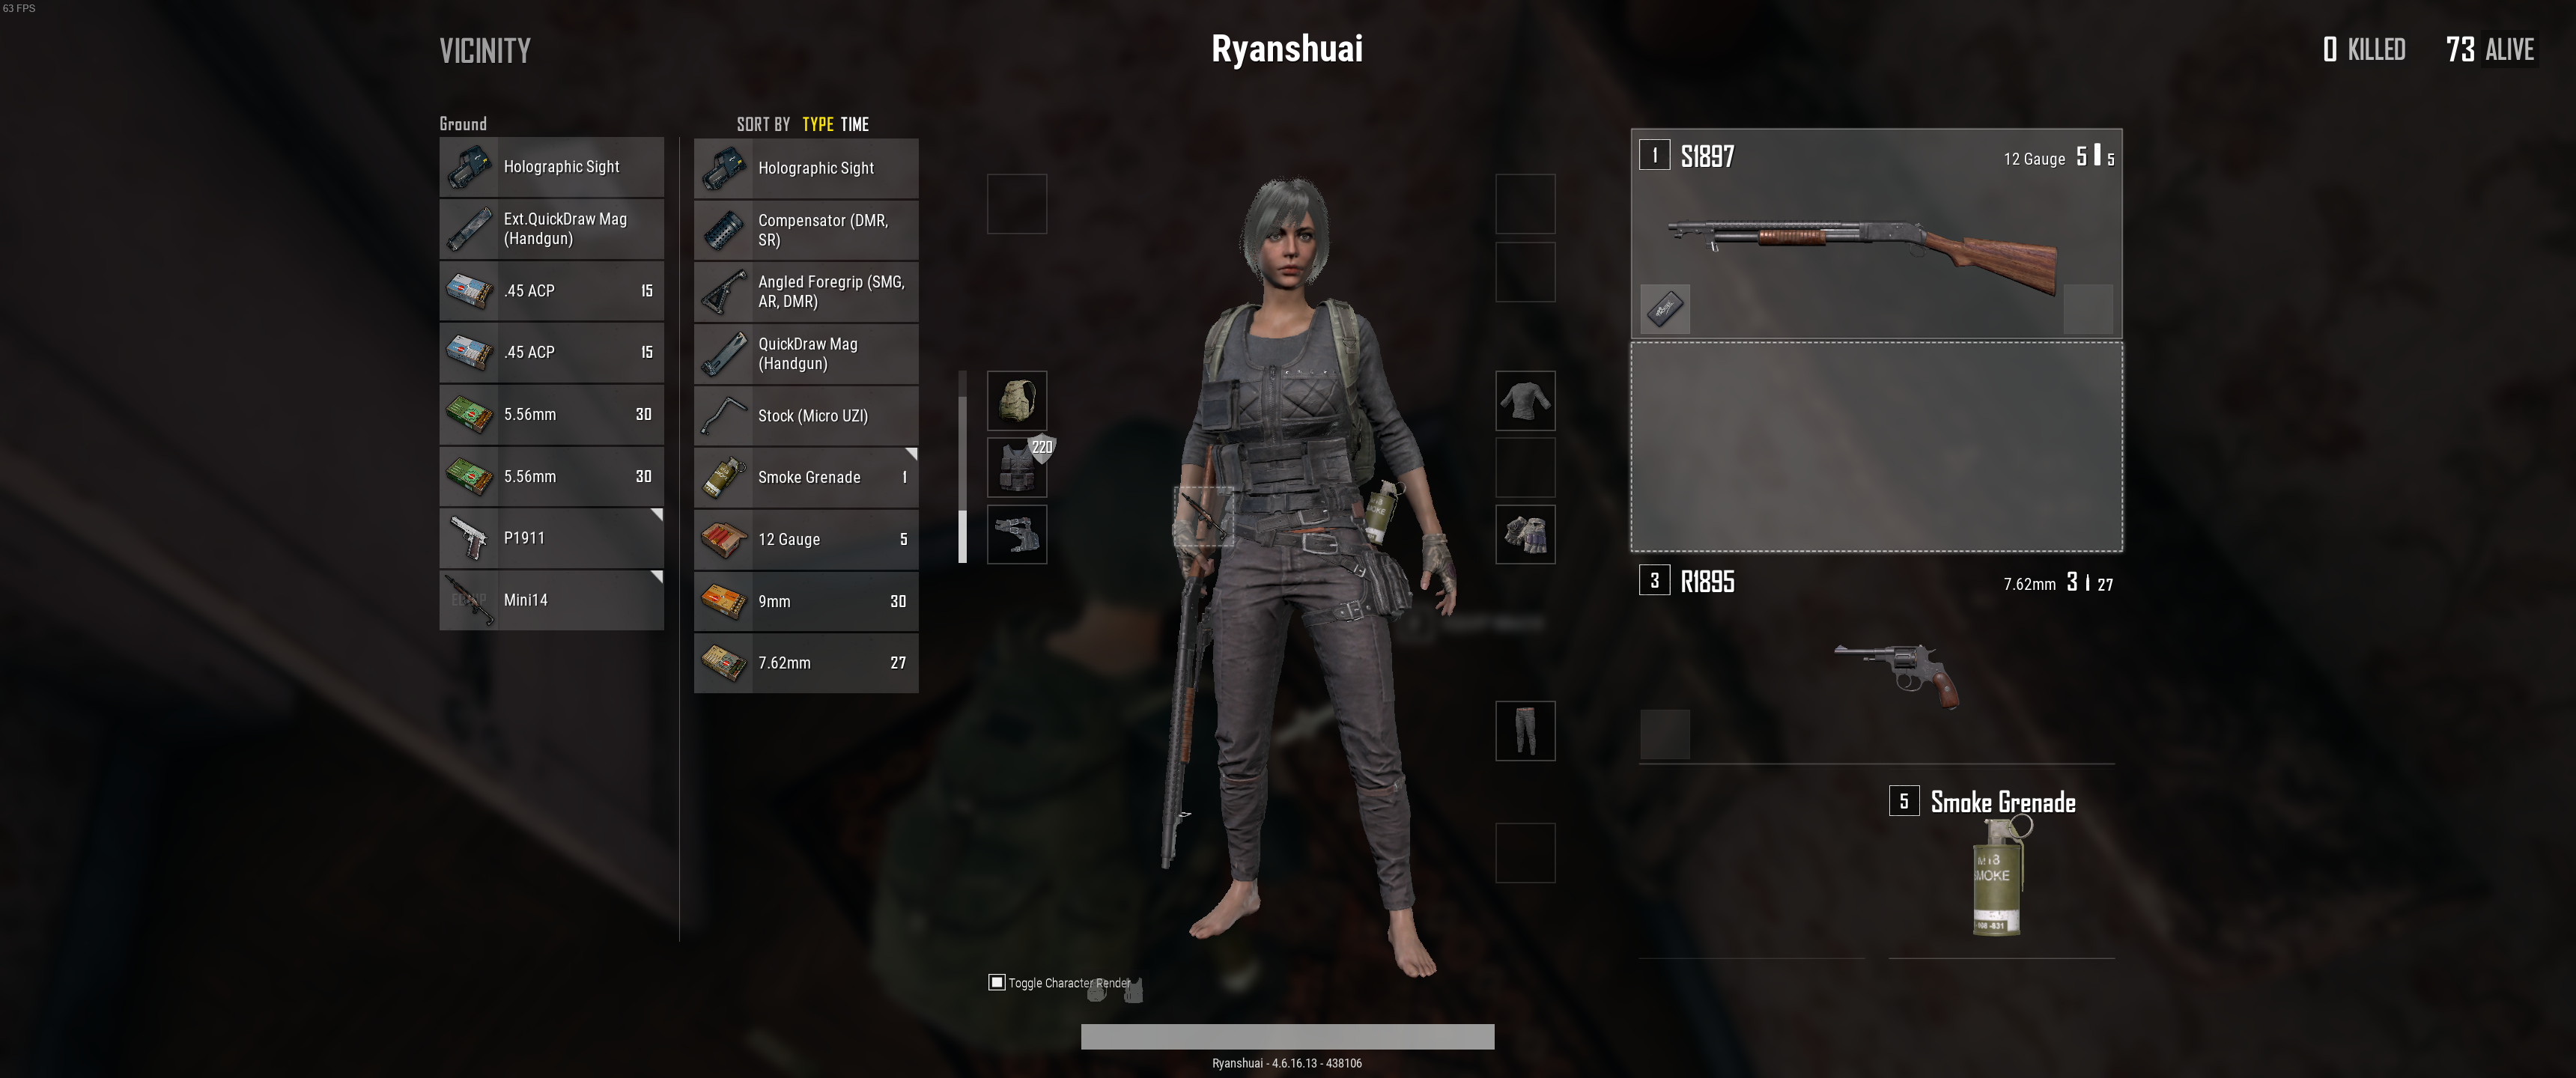 63 FPS
VICINITY
Ryanshuai
0 KILLED 73 ALIVE
Ground
SORT BY TYPE TIME
Holographic Sight
Ext.QuickDraw Mag
(Handgun)
.45 ACP 15
.45 ACP 15
5.56mm 30
5.56mm 30
P1911
Mini14
Holographic Sight
Compensator (DMR,
SR)
Angled Foregrip (SMG,
AR, DMR)
QuickDraw Mag
(Handgun)
Stock (Micro UZI)
Smoke Grenade 1
12 Gauge 5
9mm 30
7.62mm 27
220
1 S1897 12 Gauge 5 5
3 R1895 7.62mm 3 27
5 Smoke Grenade
M18
SMOKE
Toggle Character Render
Ryanshuai - 4.6.16.13 - 438106